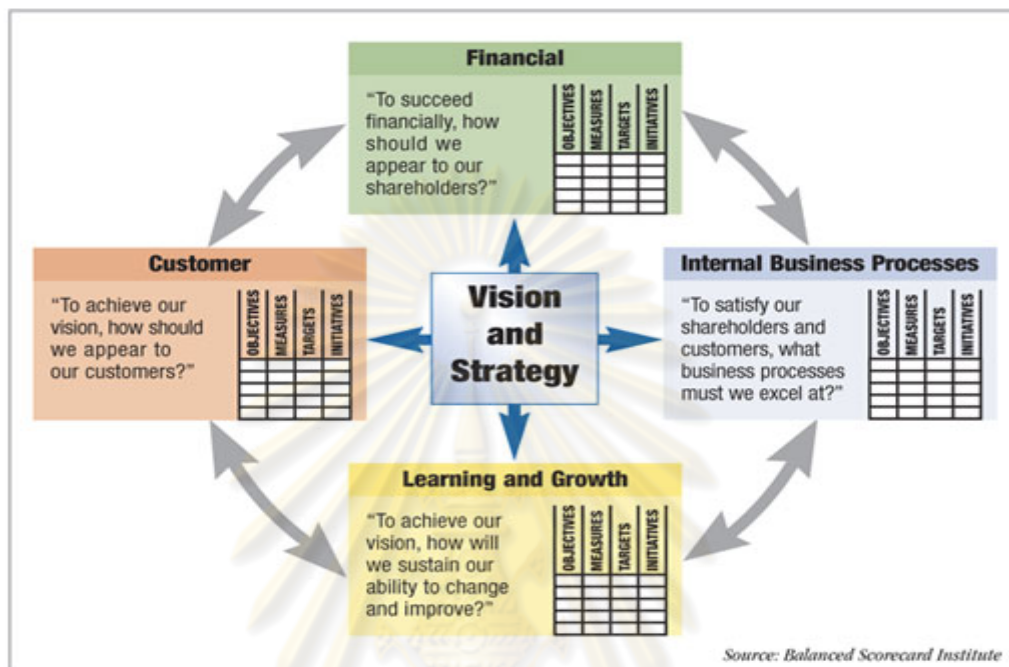 Financial
“To succeed
financially, how
should we
appear to our
shareholders?”
OBJECTIVES
MEASURES
TARGETS
INITIATIVES
Customer
“To achieve our
vision, how should
we appear to
our customers?”
OBJECTIVES
MEASURES
TARGETS
INITIATIVES
Vision
and
Strategy
Internal Business Processes
“To satisfy our
shareholders and
customers, what
business processes
must we excel at?”
OBJECTIVES
MEASURES
TARGETS
INITIATIVES
Learning and Growth
“To achieve our
vision, how will
we sustain our
ability to change
and improve?”
OBJECTIVES
MEASURES
TARGETS
INITIATIVES
Source: Balanced Scorecard Institute